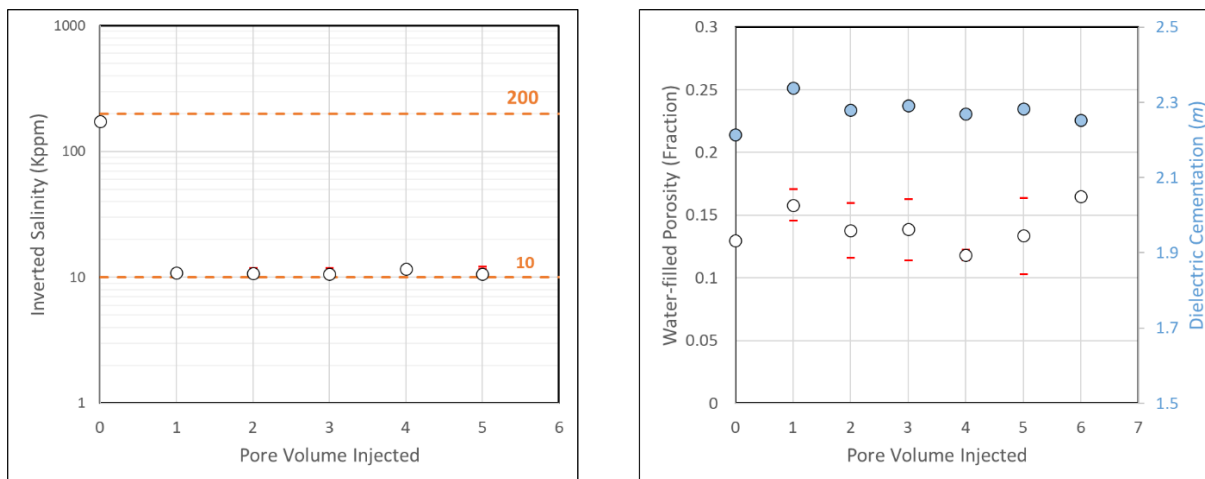 1000
100
10
1
200
10
0 1 2 3 4 5 6
Pore Volume Injected
Inverted Salinity (Kppm)
0.3
0.25
0.2
0.15
0.1
0.05
0
Water-filled Porosity (Fraction)
2.5
2.3
2.1
1.9
1.7
1.5
Dielectric Cementation (m)
0 1 2 3 4 5 6 7
Pore Volume Injected